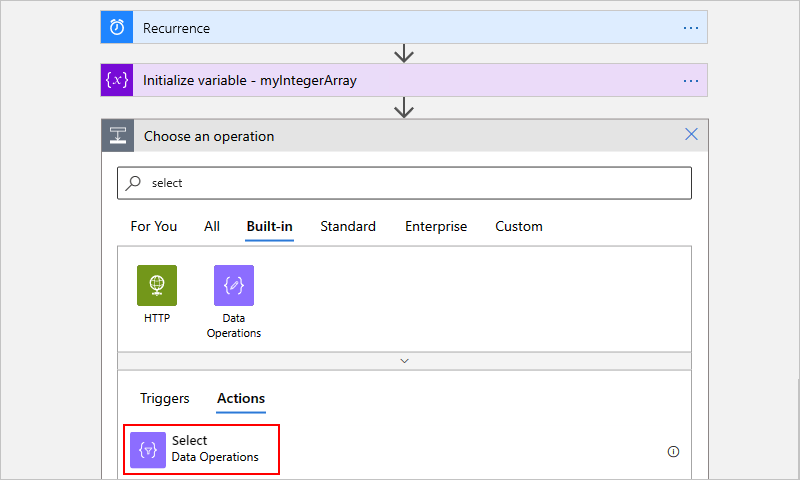 Recurrence
{x} Initialize variable - myIntegerArray
Choose an operation
select
For You All Built-in Standard Enterprise Custom
HTTP Data
Operations
Triggers Actions
Select
Data Operations